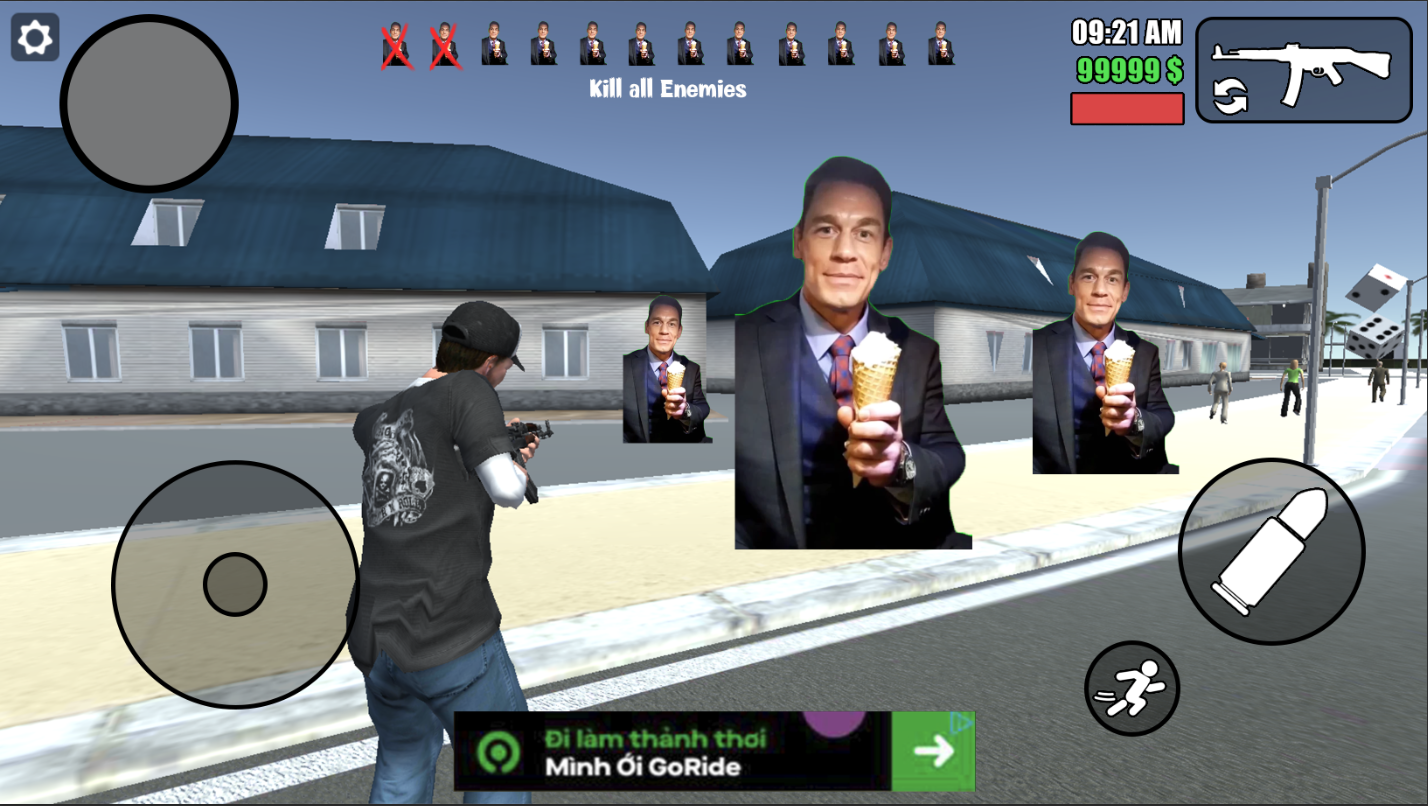 09:21 AM
99999 $
Kill all Enemies
Đi làm thảnh thơi
Mình Ới GoRide